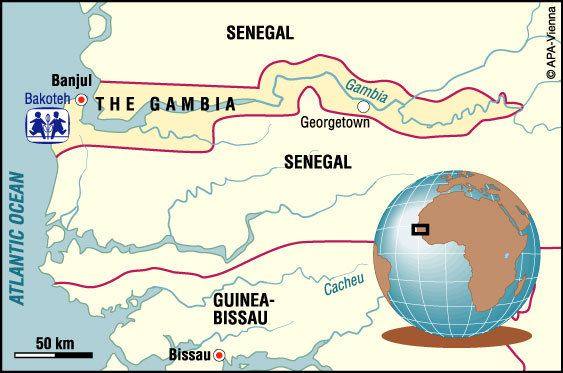 SENEGAL
© APA-Vienna
Banjul
Bakoteh
THE GAMBIA
Gambia
Georgetown
SENEGAL
ATLANTIC OCEAN
GUINEA-
BISSAU
Cacheu
50 km
Bissau